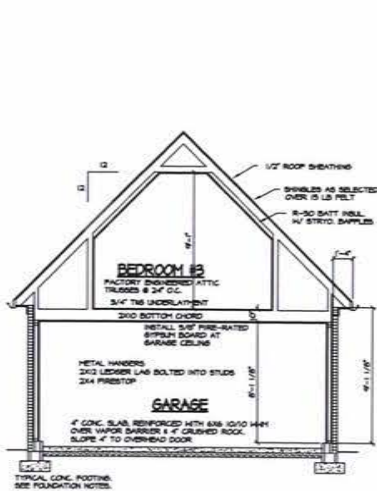 12
12
1/2" ROOF SHEATHING
SHINGLES AS SELECTED
OVER 15 LB FELT
R-30 BATT INSUL.
W/ STYRO. BAFFLES
BEDROOM #3
FACTORY ENGINEERED ATTIC
TRUSSES @ 24" O.C.
3/4" T&G UNDERLAYMENT
2X10 BOTTOM CHORD
INSTALL 5/8" FIRE-RATED
GYPSUM BOARD AT
GARAGE CEILING
METAL HANGERS
2X12 LEDGER LAG BOLTED INTO STUDS
2X4 FIRESTOP
GARAGE
4" CONC. SLAB, REINFORCED WITH 6X6 10/10 WWM
OVER VAPOR BARRIER & 4" CRUSHED ROCK.
SLOPE 4" TO OVERHEAD DOOR
TYPICAL CONC. FOOTING.
SEE FOUNDATION NOTES.